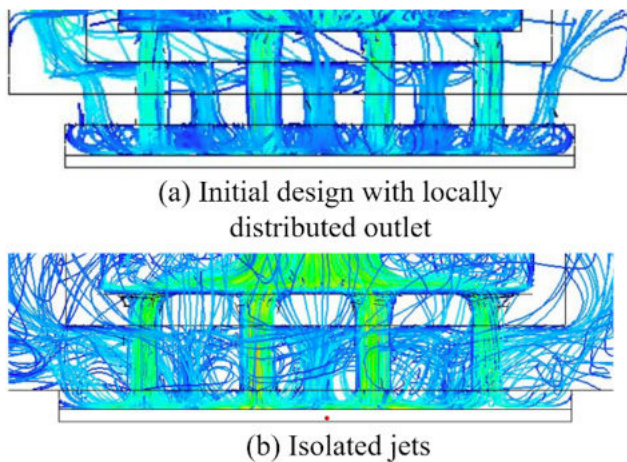 (a) Initial design with locally
distributed outlet
(b) Isolated jets